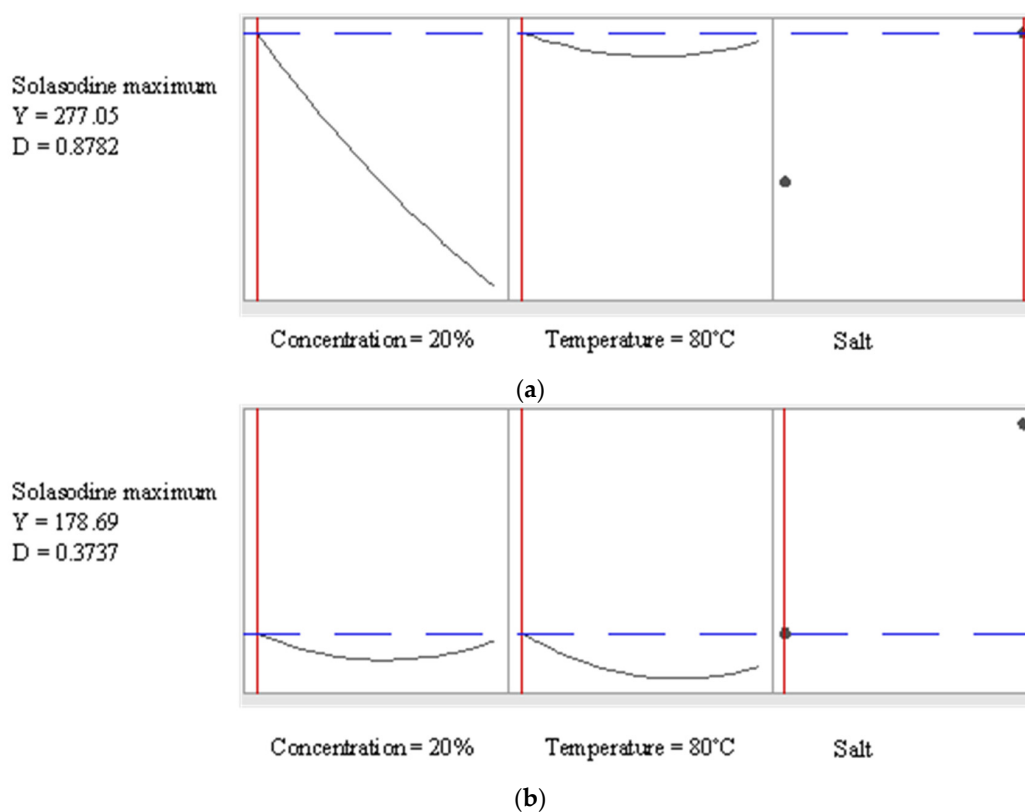 Solasodine maximum
Y = 277.05
D = 0.8782
Concentration = 20%
Temperature = 80°C
Salt
(a)
Solasodine maximum
Y = 178.69
D = 0.3737
Concentration = 20%
Temperature = 80°C
Salt
(b)